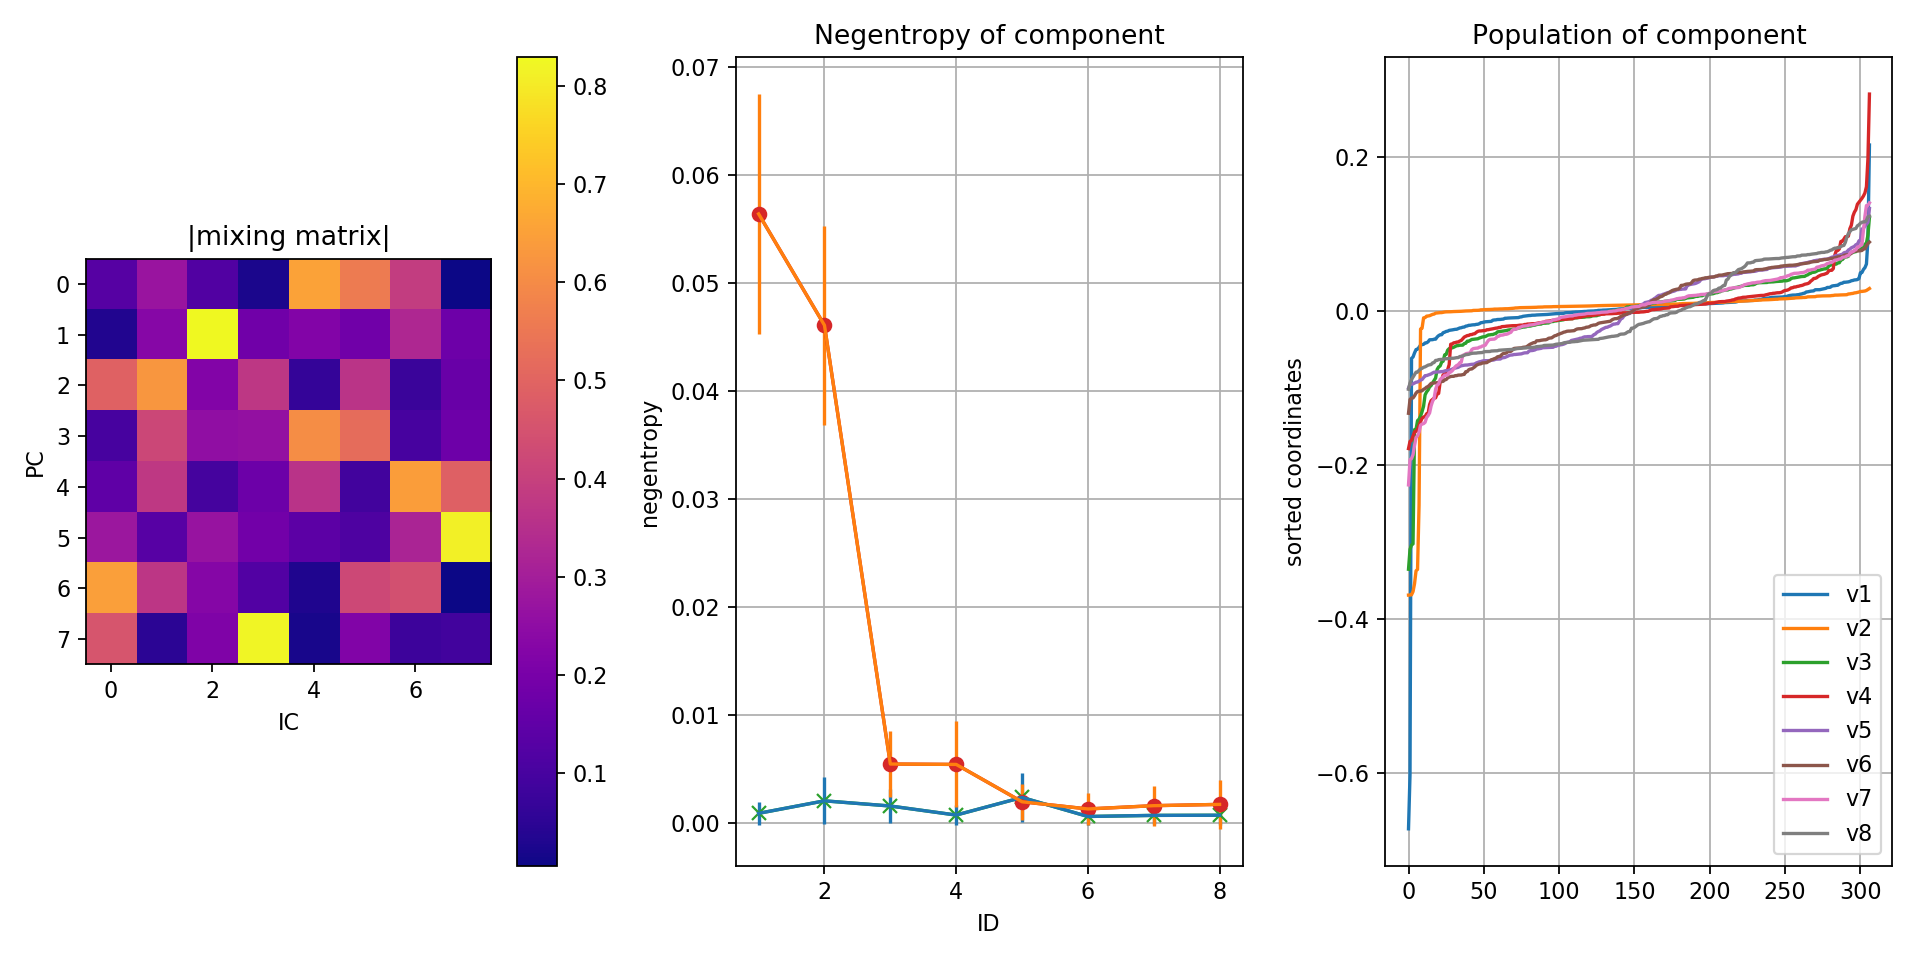 |mixing matrix|
PC
0
1
2
3
4
5
6
7
0 2 4 6
IC
0.8
0.7
0.6
0.5
0.4
0.3
0.2
0.1
Negentropy of component
negentropy
0.07
0.06
0.05
0.04
0.03
0.02
0.01
0.00
2 4 6 8
ID
Population of component
sorted coordinates
0.2
0.0
−0.2
−0.4
−0.6
0 50 100 150 200 250 300
v1
v2
v3
v4
v5
v6
v7
v8